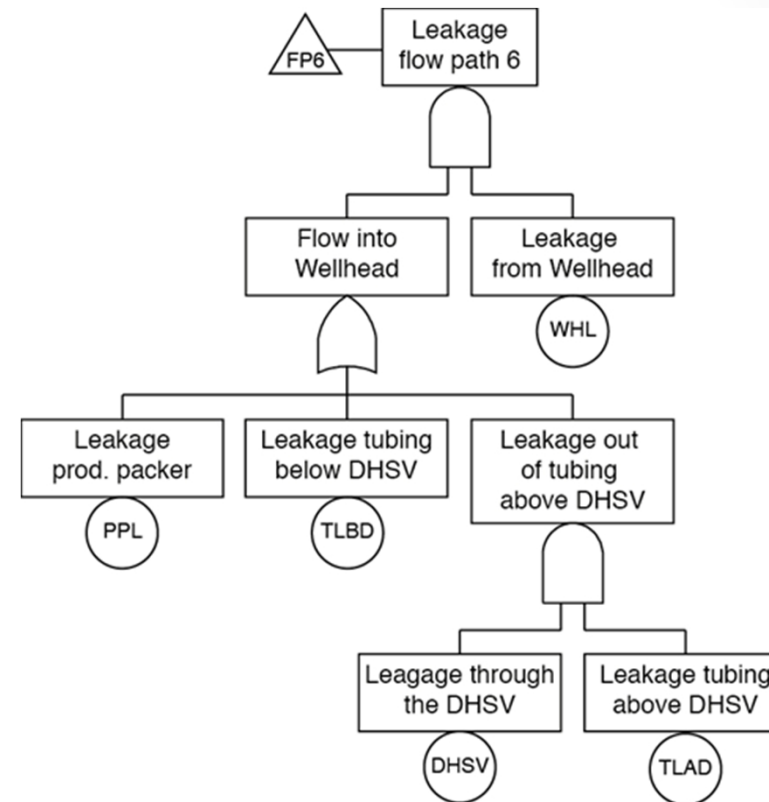 Leakage
flow path 6
FP6
Flow into
Wellhead
Leakage
from Wellhead
WHL
Leakage
prod. packer
Leakage tubing
below DHSV
Leakage out
of tubing
above DHSV
PPL
TLBD
Leagage through
the DHSV
Leakage tubing
above DHSV
DHSV
TLAD